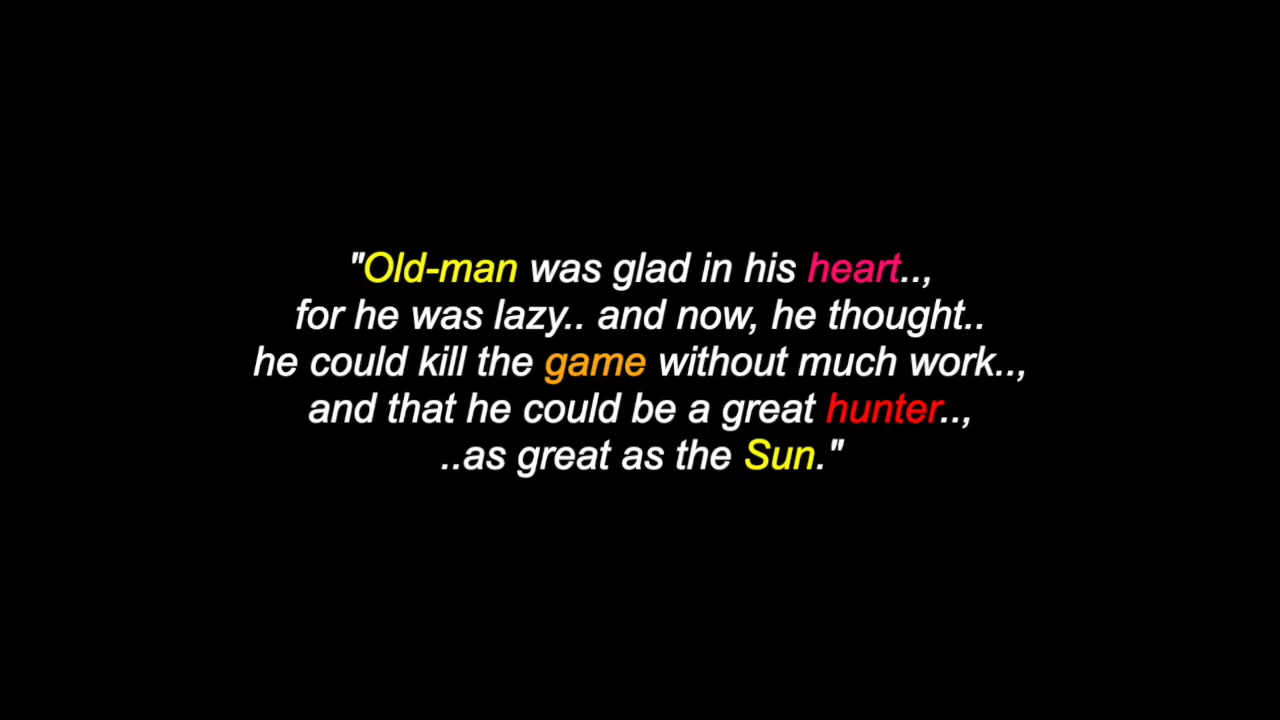 "Old-man was glad in his heart..,
for he was lazy.. and now, he thought..
he could kill the game without much work..,
and that he could be a great hunter..,
..as great as the Sun."